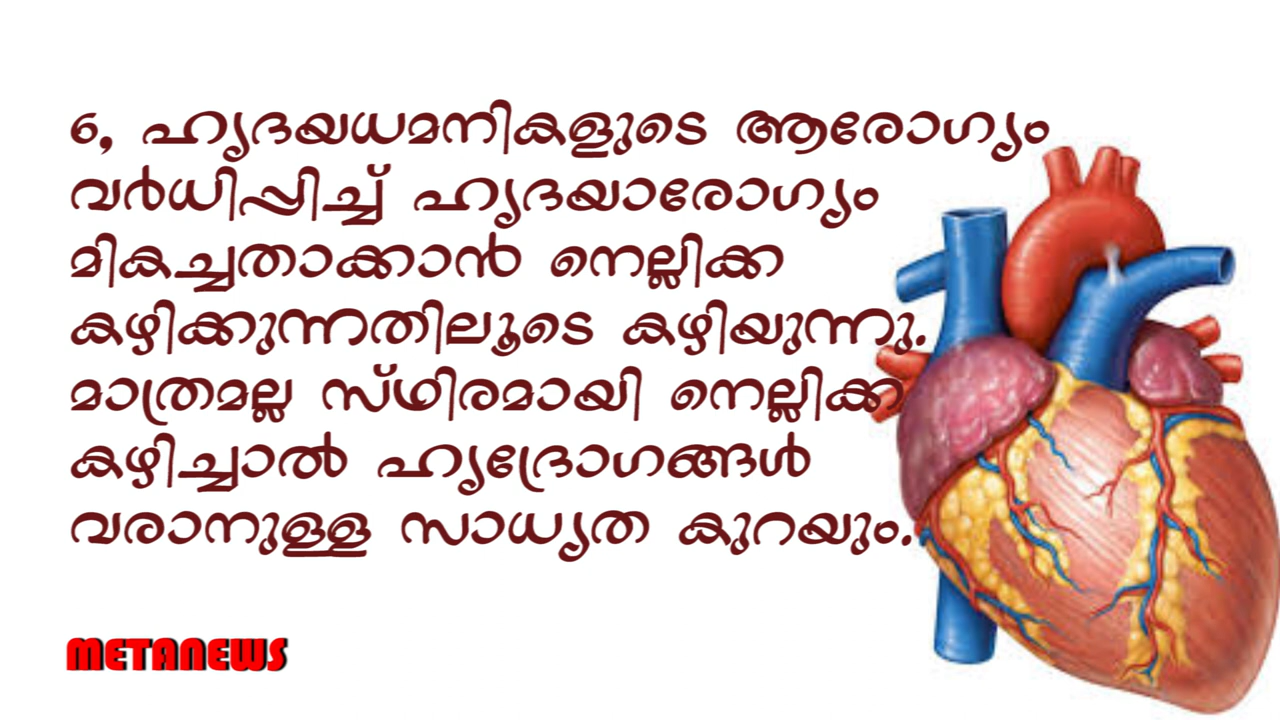 6, ഹൃദയധമനികളുടെ ആരോഗ്യം
വർധിപ്പിച്ച് ഹൃദയാരോഗ്യം
മികച്ചതാക്കാൻ നെല്ലിക്ക
കഴിക്കുന്നതിലൂടെ കഴിയുന്നു.
മാത്രമല്ല സ്ഥിരമായി നെല്ലിക്ക
കഴിച്ചാൽ ഹൃദ്രോഗങ്ങൾ
വരാനുള്ള സാധ്യത കുറയും.
METANEWS